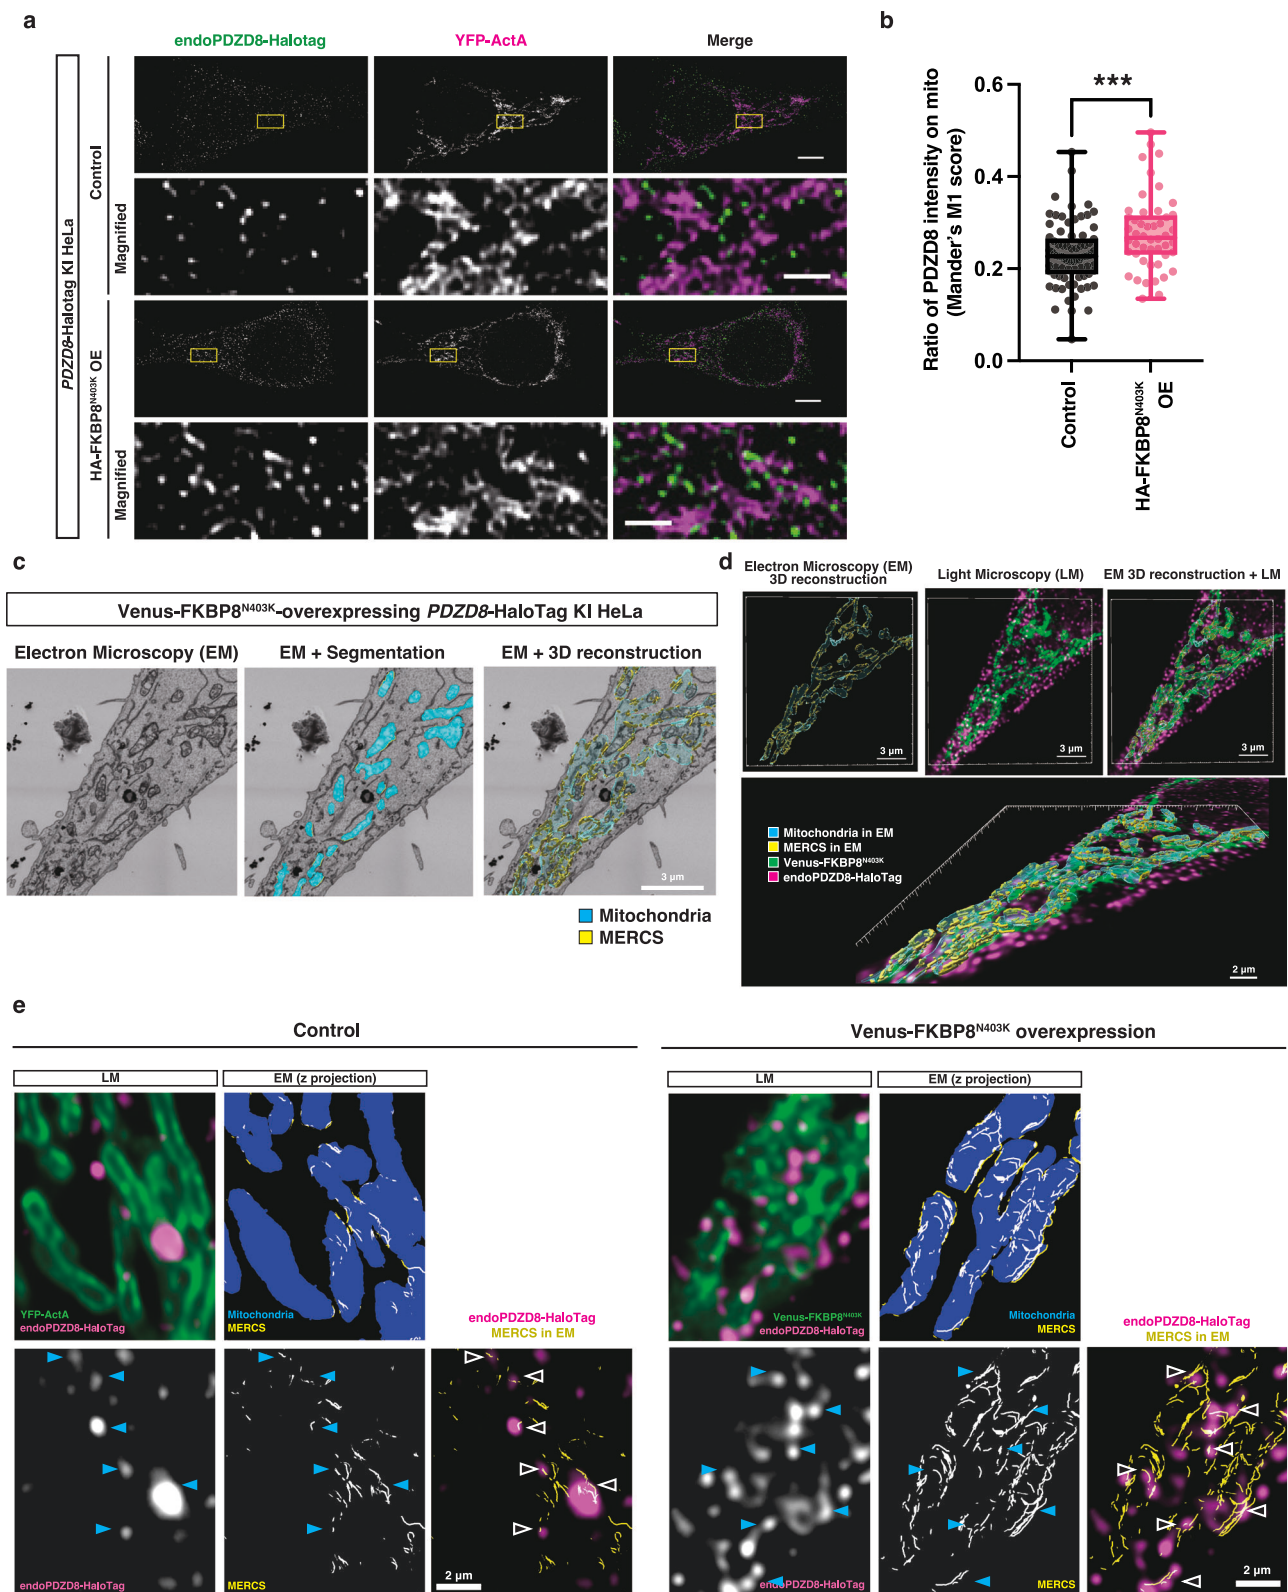 a
endoPDZD8-Halotag
YFP-ActA
Merge
PDZD8-Halotag KI HeLa
Control
Magnified
HA-FKBP8N403K OE
Magnified
b
Ratio of PDZD8 intensity on mito
(Mander's M1 score)
0.6
0.4
0.2
0.0
***
Control
HA-FKBP8N403K
OE
c
Venus-FKBP8N403K-overexpressing PDZD8-HaloTag KI HeLa
Electron Microscopy (EM)
EM + Segmentation
EM + 3D reconstruction
3 µm
Mitochondria
MERCS
d
Electron Microscopy (EM)
3D reconstruction
Light Microscopy (LM)
EM 3D reconstruction + LM
3 µm
3 µm
3 µm
Mitochondria in EM
MERCS in EM
Venus-FKBP8N403K
endoPDZD8-HaloTag
2 µm
e
Control
Venus-FKBP8N403K overexpression
LM
EM (z projection)
LM
EM (z projection)
YFP-ActA
endoPDZD8-HaloTag
Mitochondria
MERCS
endoPDZD8-HaloTag
MERCS in EM
Venus-FKBP8N403K
endoPDZD8-HaloTag
Mitochondria
MERCS
endoPDZD8-HaloTag
MERCS in EM
endoPDZD8-HaloTag
MERCS
2 µm
endoPDZD8-HaloTag
MERCS
2 µm